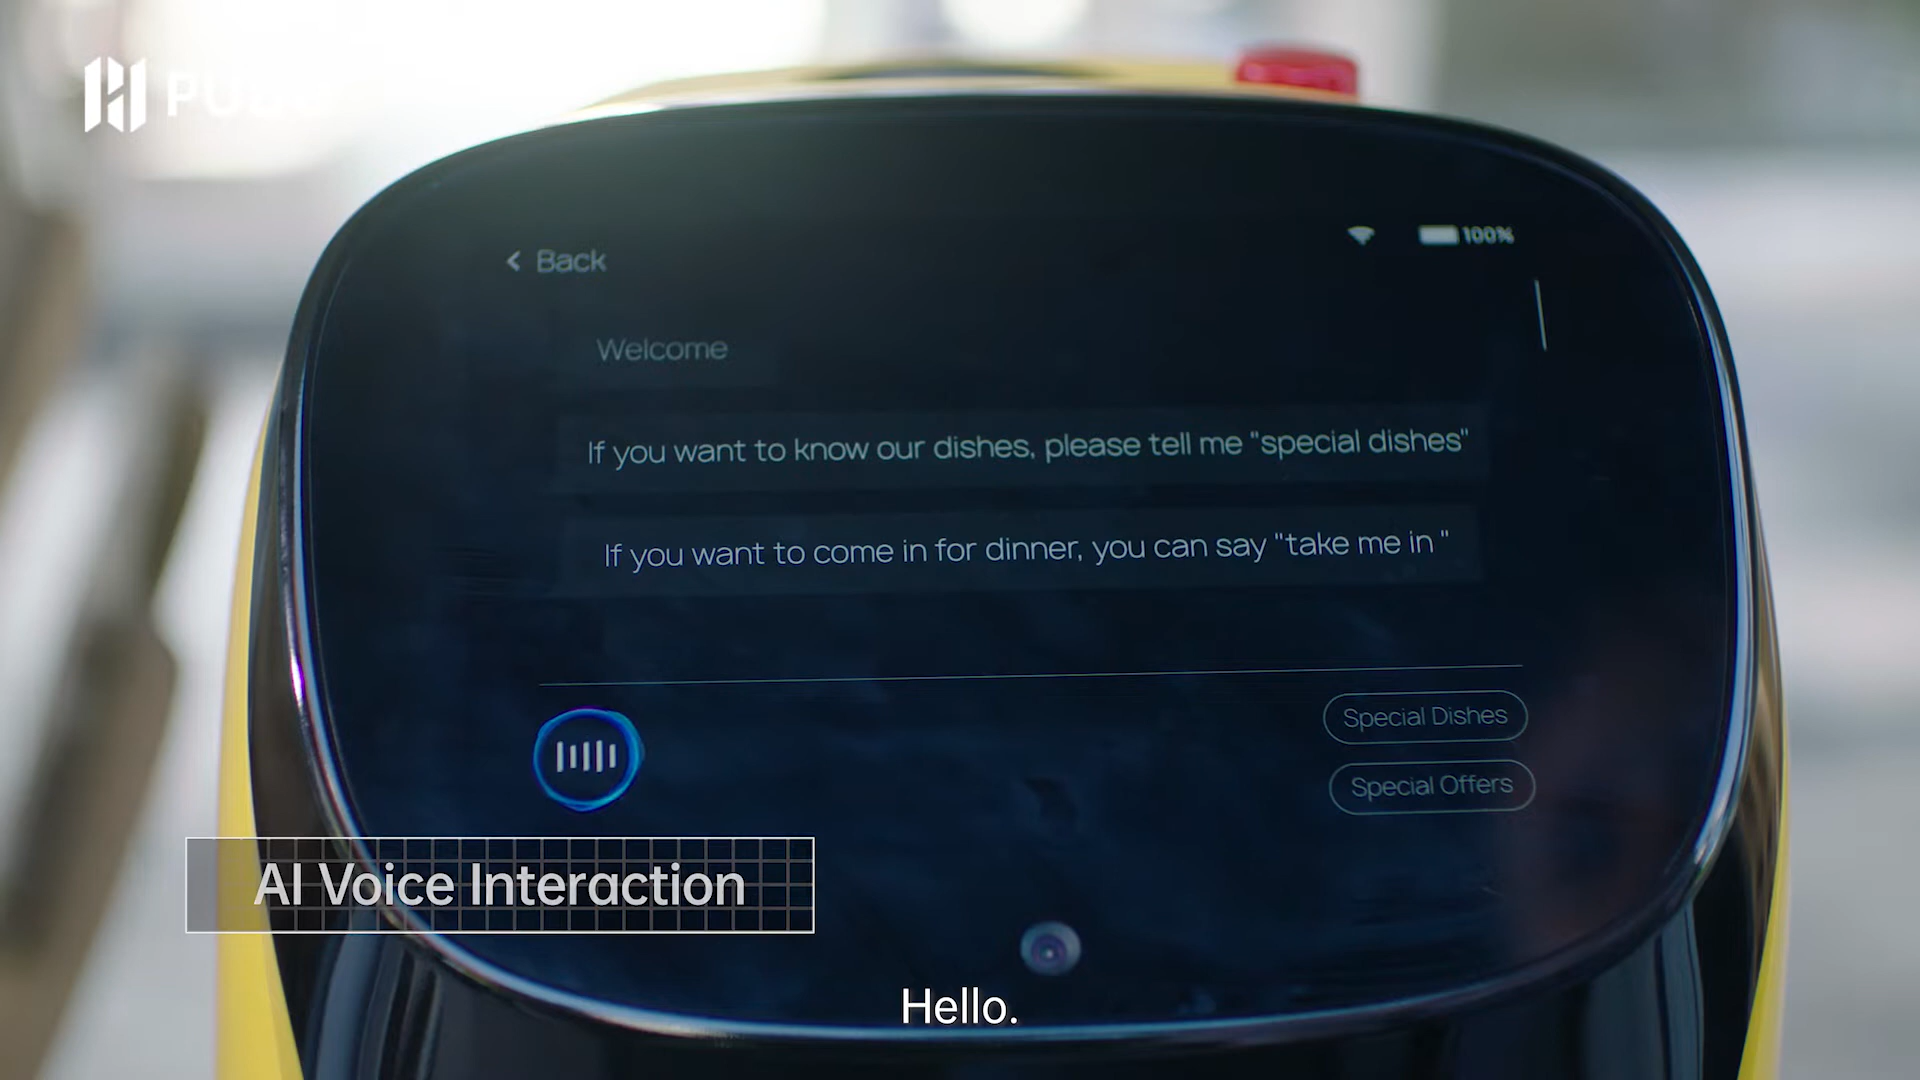 PUDU
< Back
100%
Welcome
If you want to know our dishes, please tell me "special dishes"
If you want to come in for dinner, you can say "take me in "
Special Dishes
Special Offers
AI Voice Interaction
Hello.